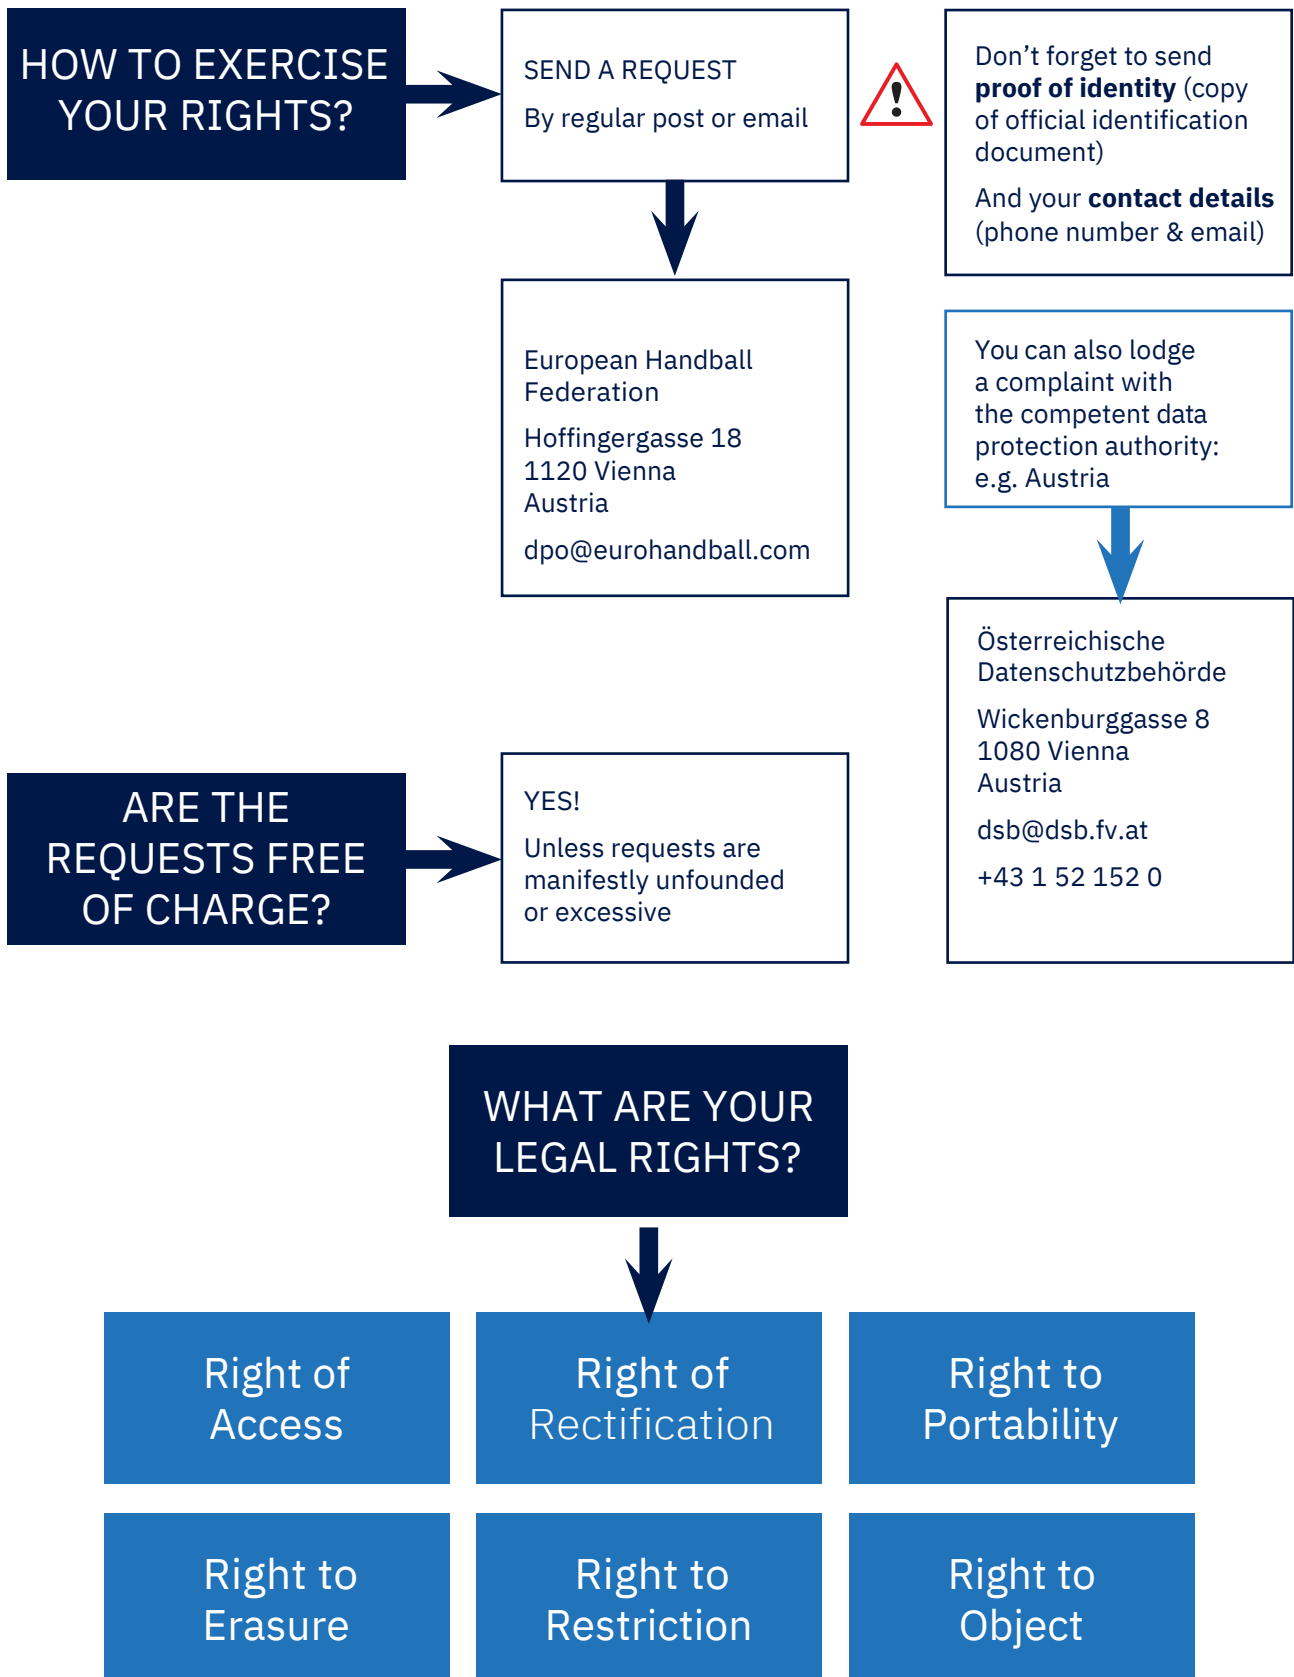 HOW TO EXERCISE
YOUR RIGHTS?
SEND A REQUEST
By regular post or email
Don’t forget to send
proof of identity (copy
of official identification
document)
And your contact details
(phone number & email)
European Handball
Federation
Hoffingergasse 18
1120 Vienna
Austria
dpo@eurohandball.com
You can also lodge
a complaint with
the competent data
protection authority:
e.g. Austria
Österreichische
Datenschutzbehörde
Wickenburggasse 8
1080 Vienna
Austria
dsb@dsb.fv.at
+43 1 52 152 0
ARE THE
REQUESTS FREE
OF CHARGE?
YES!
Unless requests are
manifestly unfounded
or excessive
WHAT ARE YOUR
LEGAL RIGHTS?
Right of
Access
Right of
Rectification
Right to
Portability
Right to
Erasure
Right to
Restriction
Right to
Object